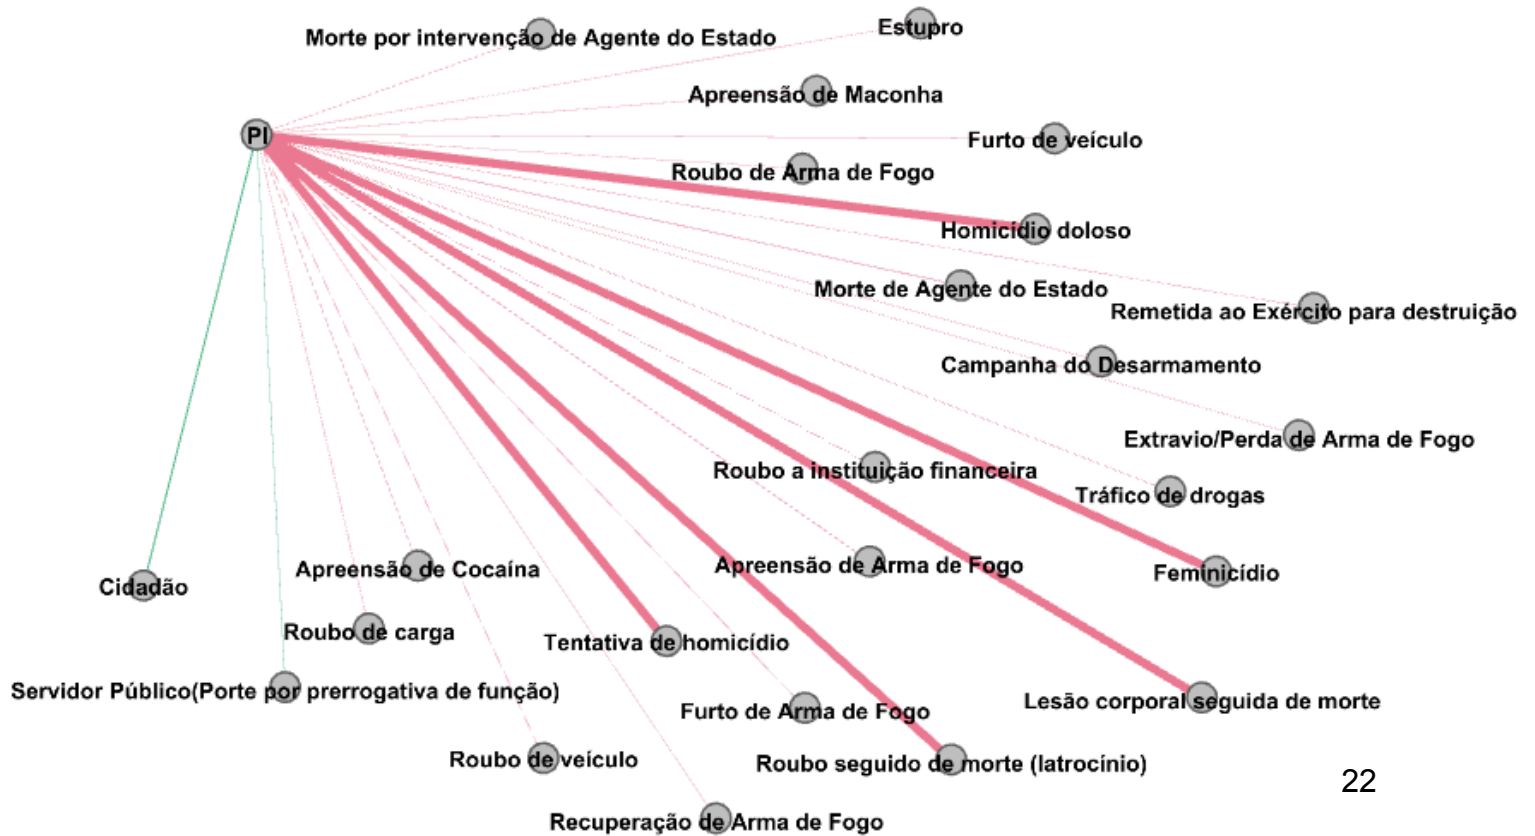 Estupro
Morte por intervenção de Agente do Estado
Apreensão de Maconha
PI
Furto de veículo
Roubo de Arma de Fogo
Homicídio doloso
Morte de Agente do Estado
Remetida ao Exército para destruição
Campanha do Desarmamento
Extravio/Perda de Arma de Fogo
Roubo a instituição financeira
Tráfico de drogas
Apreensão de Arma de Fogo
Apreensão de Cocaína
Feminicídio
Cidadão
Roubo de carga
Tentativa de homicídio
Servidor Público(Porte por prerrogativa de função)
Lesão corporal seguida de morte
Furto de Arma de Fogo
Roubo de veículo
Roubo seguido de morte (latrocínio)
22
Recuperação de Arma de Fogo